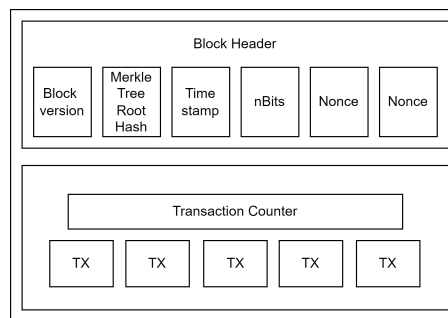 Block Header
Block
version
Merkle
Tree
Root
Hash
Time
stamp
nBits
Nonce
Nonce
Transaction Counter
TX
TX
TX
TX
TX